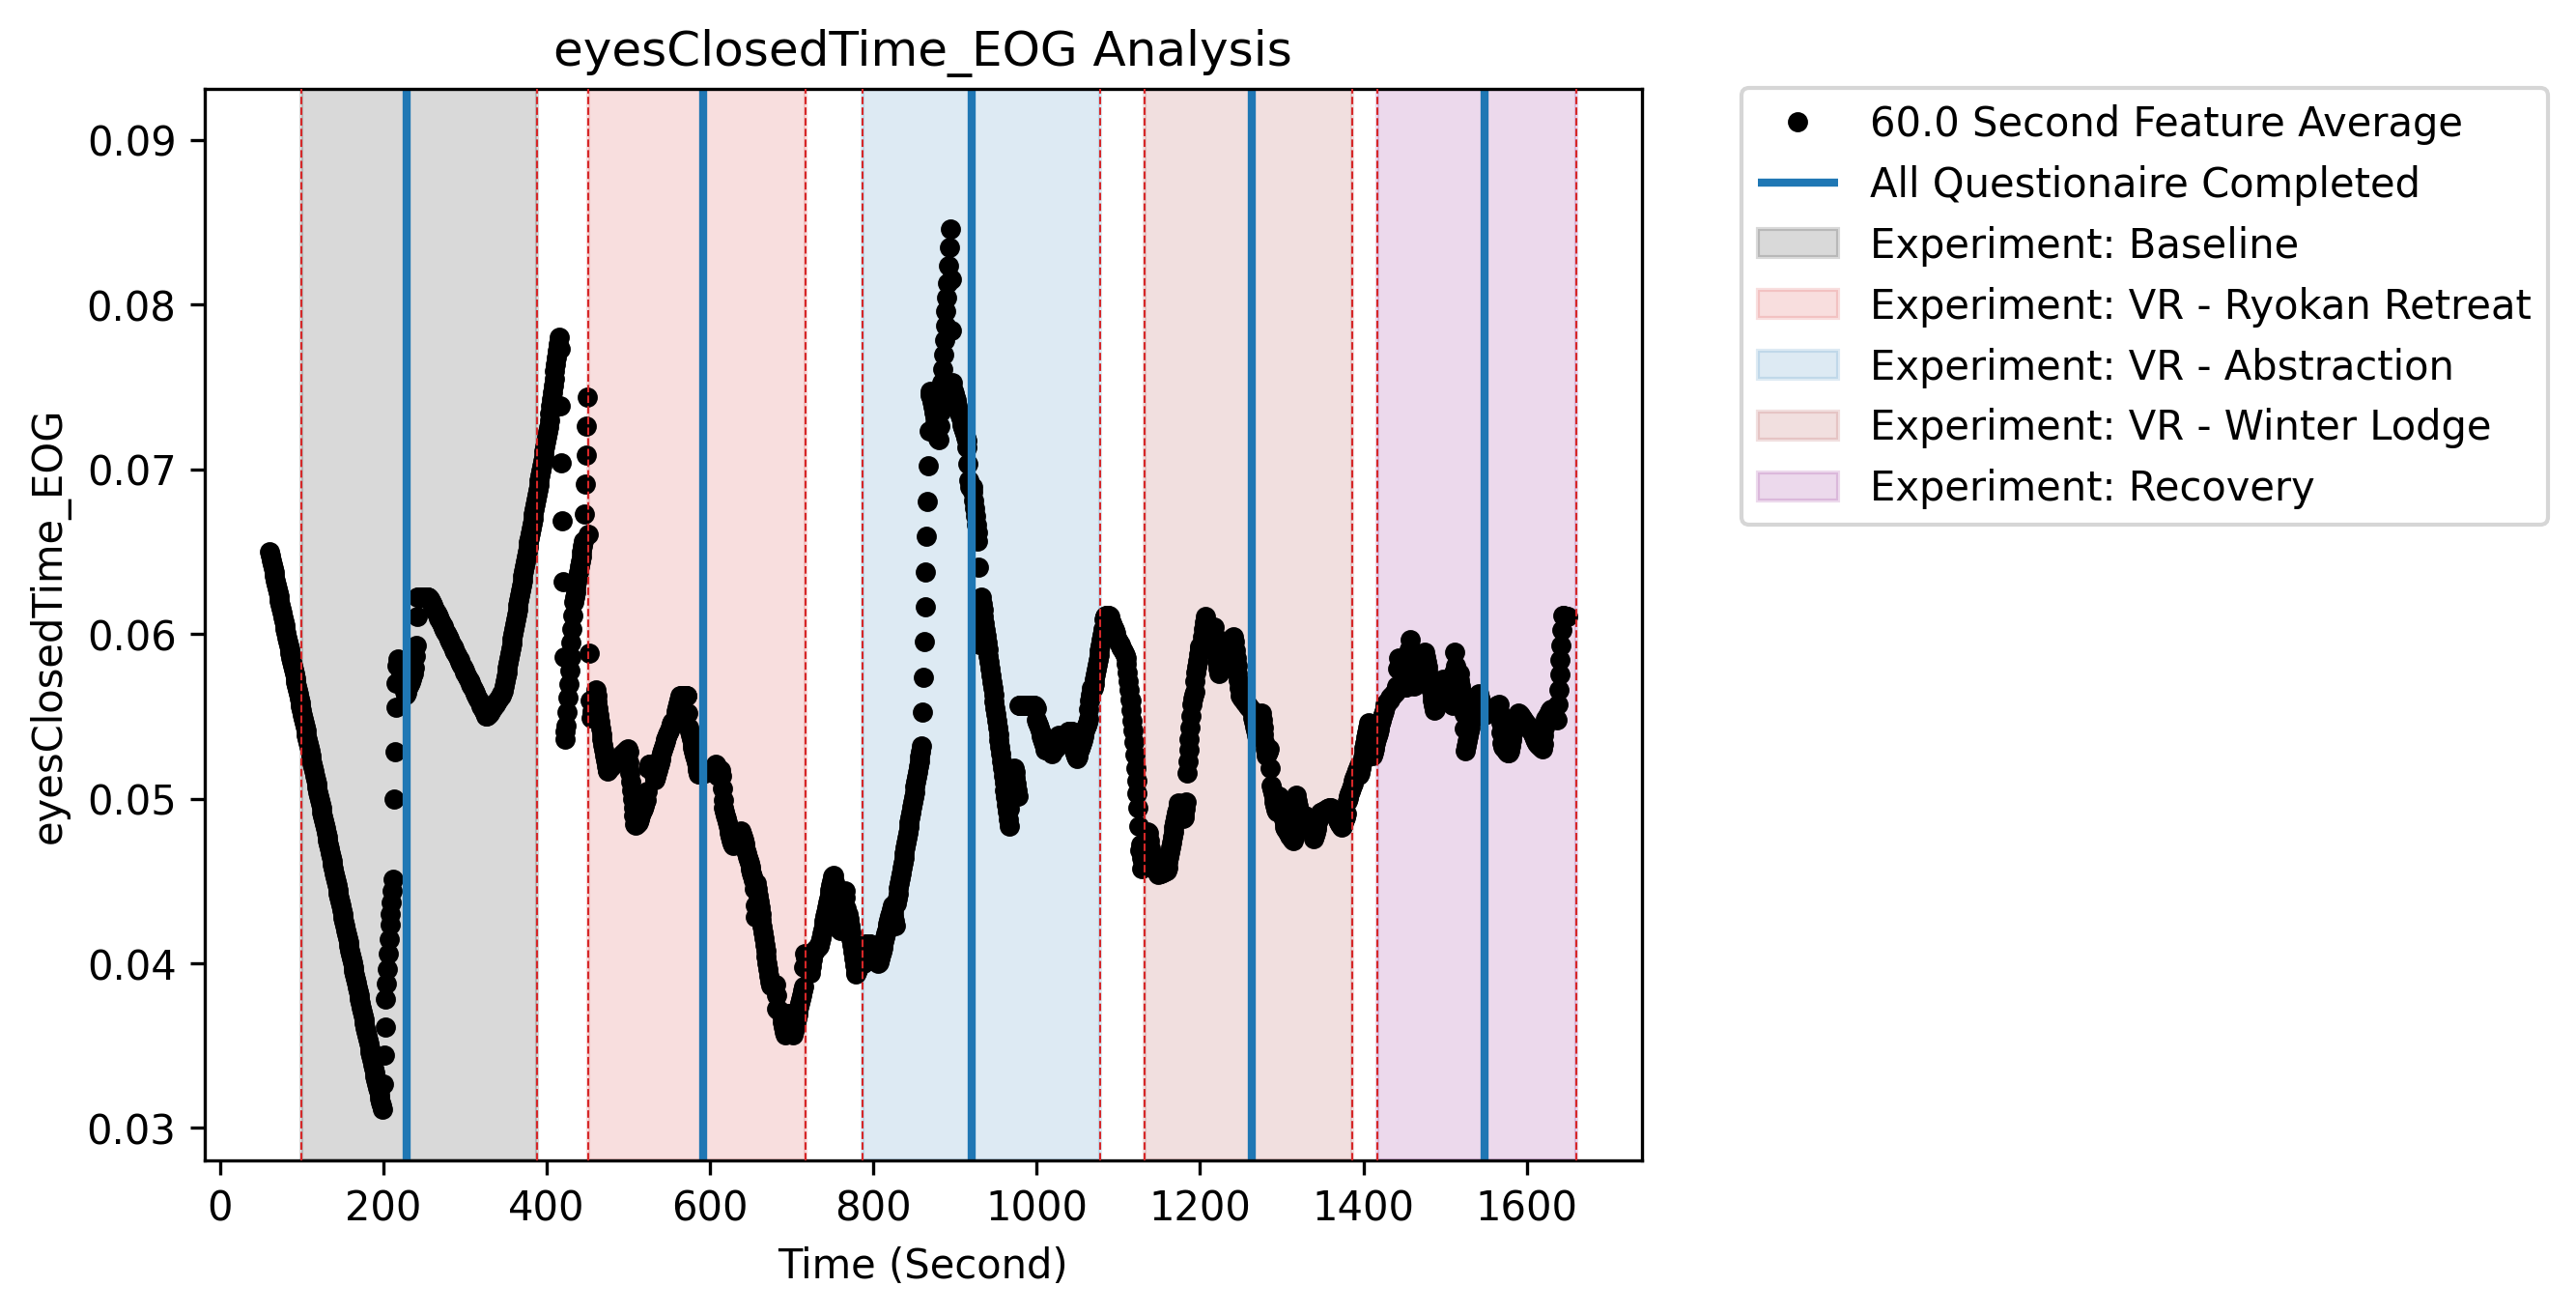 eyesClosedTime_EOG Analysis
eyesClosedTime_EOG
0.09
0.08
0.07
0.06
0.05
0.04
0.03
0 200 400 600 800 1000 1200 1400 1600
Time (Second)
60.0 Second Feature Average
All Questionaire Completed
Experiment: Baseline
Experiment: VR - Ryokan Retreat
Experiment: VR - Abstraction
Experiment: VR - Winter Lodge
Experiment: Recovery